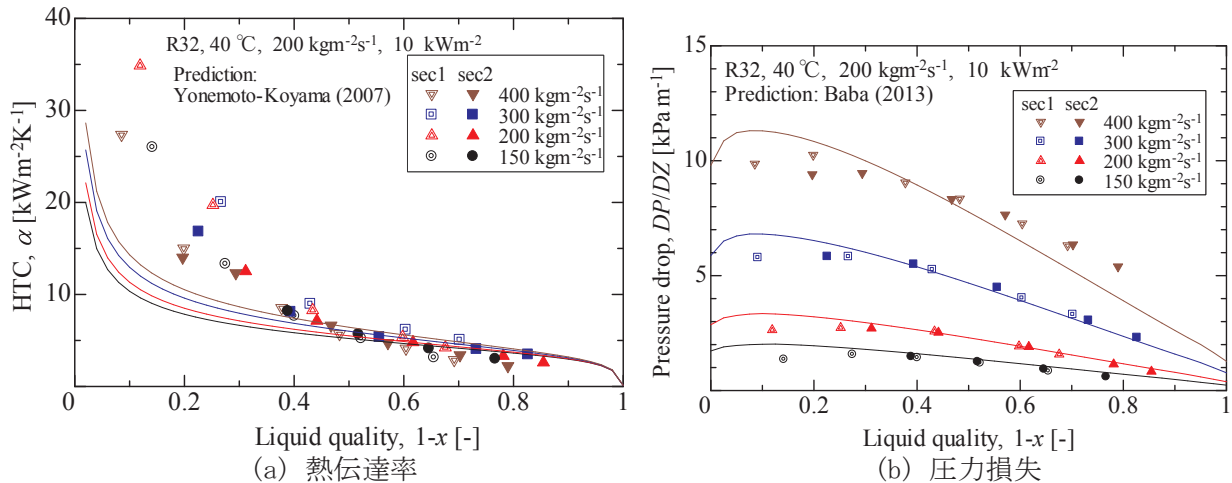 40
30
20
10
0
HTC, α [kWm-2K-1]
R32, 40 ℃, 200 kgm-2s-1, 10 kWm-2
Prediction:
Yonemoto-Koyama (2007)
sec1 sec2
400 kgm-2s-1
300 kgm-2s-1
200 kgm-2s-1
150 kgm-2s-1
0 0.2 0.4 0.6 0.8 1
Liquid quality, 1-x [-]
(a) 熱伝達率
15
10
5
0
Pressure drop, DP/DZ [kPa m-1]
R32, 40 ℃, 200 kgm-2s-1, 10 kWm-2
Prediction: Baba (2013)
sec1 sec2
400 kgm-2s-1
300 kgm-2s-1
200 kgm-2s-1
150 kgm-2s-1
0 0.2 0.4 0.6 0.8 1
Liquid quality, 1-x [-]
(b) 圧力損失